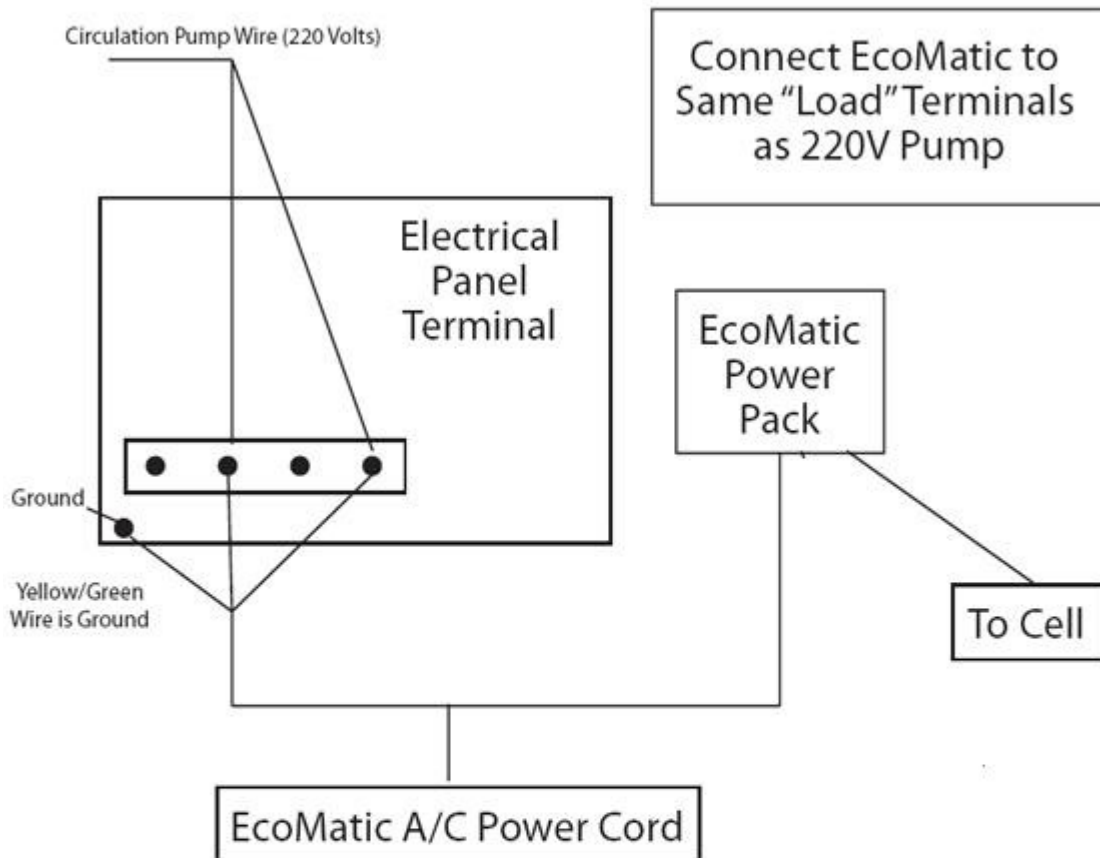 Circulation Pump Wire (220 Volts)
Connect EcoMatic to
Same "Load" Terminals
as 220V Pump
Electrical
Panel
Terminal
EcoMatic
Power
Pack
Ground
Yellow/Green
Wire is Ground
To Cell
EcoMatic A/C Power Cord